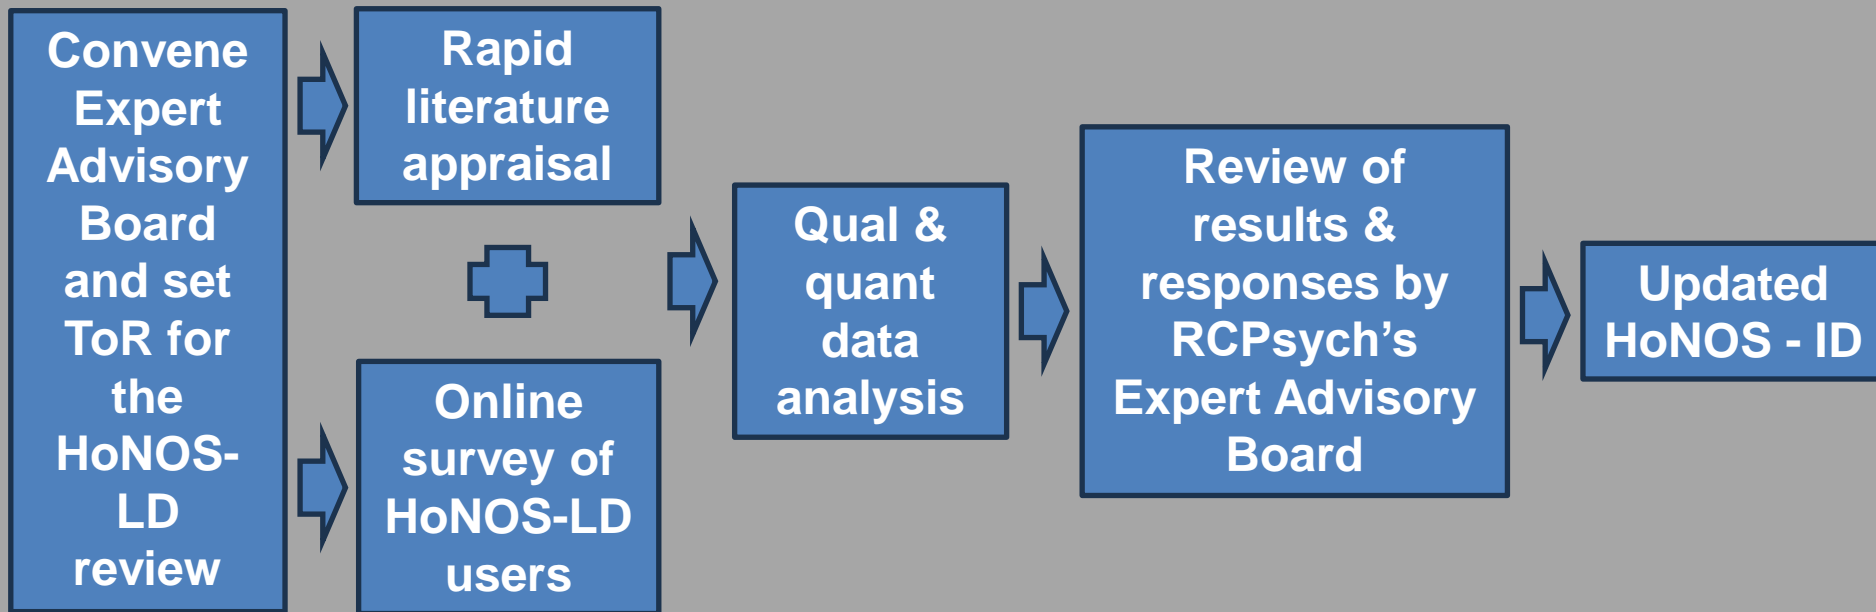 Convene
Expert
Advisory
Board
and set
ToR for
the
HoNOS-
LD
review
Rapid
literature
appraisal
Online
survey of
HoNOS-LD
users
Qual &
quant
data
analysis
Review of
results &
responses by
RCPsych’s
Expert Advisory
Board
Updated
HoNOS - ID